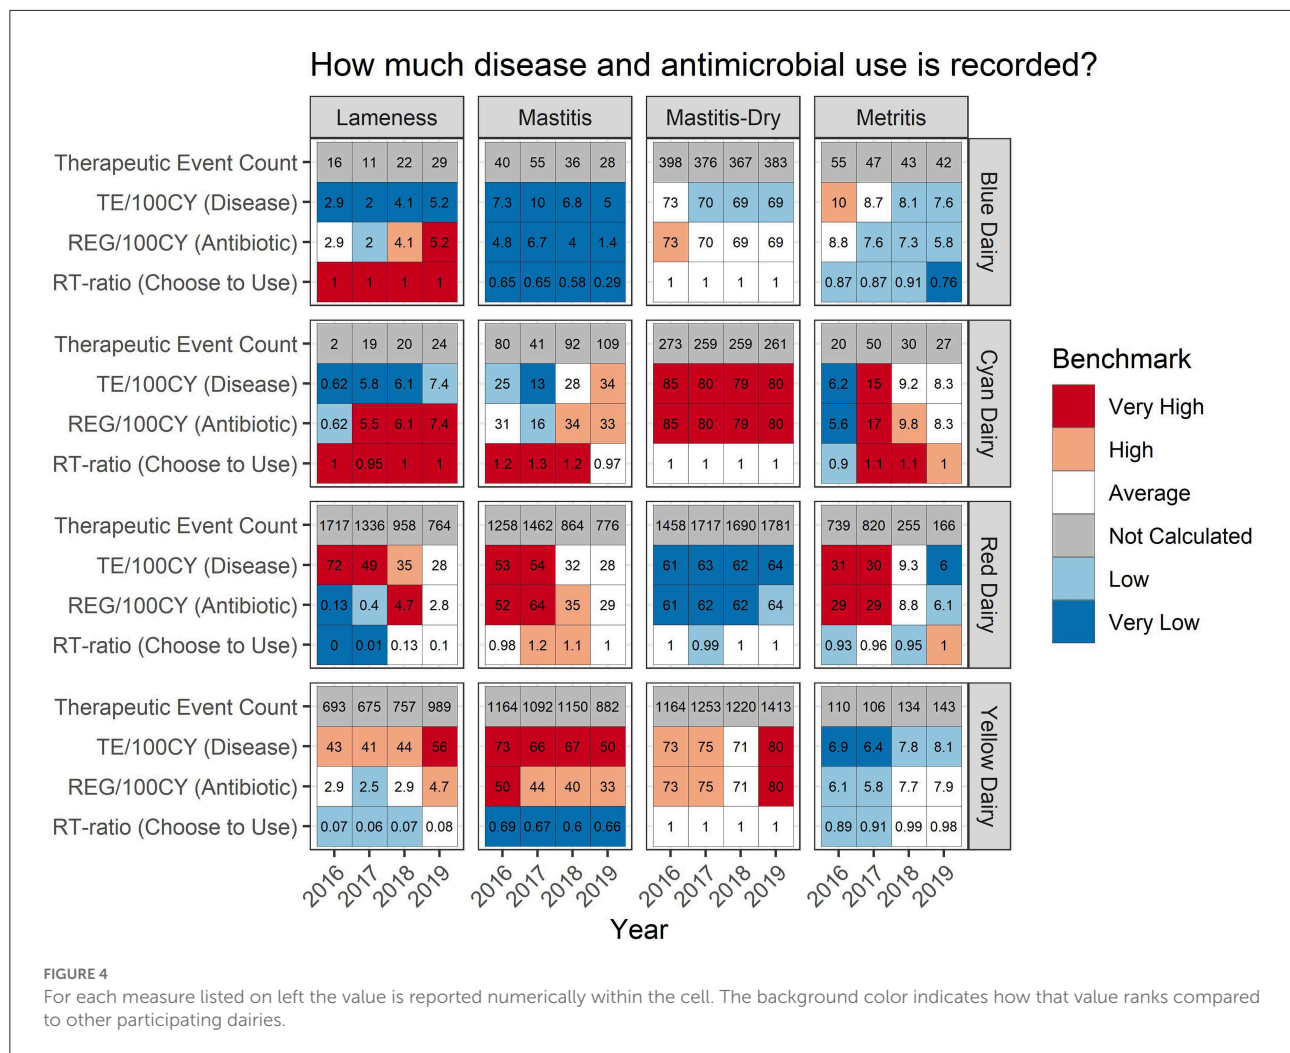 How much disease and antimicrobial use is recorded?
Lameness Mastitis Mastitis-Dry Metritis
Therapeutic Event Count 16 11 22 29 40 55 36 28 398 376 367 383 55 47 43 42
TE/100CY (Disease) 2.9 2 4.1 5.2 7.3 10 6.8 5 73 70 69 69 10 8.7 8.1 7.6
REG/100CY (Antibiotic) 2.9 2 4.1 5.2 4.8 6.7 4 1.4 73 70 69 69 8.8 7.6 7.3 5.8
RT-ratio (Choose to Use) 1 1 1 1 0.65 0.65 0.58 0.29 1 1 1 1 0.87 0.87 0.91 0.76
Blue Dairy
Therapeutic Event Count 2 19 20 24 80 41 92 109 273 259 259 261 20 50 30 27
TE/100CY (Disease) 0.62 5.8 6.1 7.4 25 13 28 34 85 80 79 80 6.2 15 9.2 8.3
REG/100CY (Antibiotic) 0.62 5.5 6.1 7.4 31 16 34 33 85 80 79 80 5.6 17 9.8 8.3
RT-ratio (Choose to Use) 1 0.95 1 1 1.2 1.3 1.2 0.97 1 1 1 1 0.9 1.1 1.1 1
Cyan Dairy
Therapeutic Event Count 1717 1336 958 764 1258 1462 864 776 1458 1717 1690 1781 739 820 255 166
TE/100CY (Disease) 72 49 35 28 53 54 32 28 61 63 62 64 31 30 9.3 6
REG/100CY (Antibiotic) 0.13 0.4 4.7 2.8 52 64 35 29 61 62 62 64 29 29 8.8 6.1
RT-ratio (Choose to Use) 0 0.01 0.13 0.1 0.98 1.2 1.1 1 1 0.99 1 1 0.93 0.96 0.95 1
Red Dairy
Therapeutic Event Count 693 675 757 989 1164 1092 1150 882 1164 1253 1220 1413 110 106 134 143
TE/100CY (Disease) 43 41 44 56 73 66 67 50 73 75 71 80 6.9 6.4 7.8 8.1
REG/100CY (Antibiotic) 2.9 2.5 2.9 4.7 50 44 40 33 73 75 71 80 6.1 5.8 7.7 7.9
RT-ratio (Choose to Use) 0.07 0.06 0.07 0.08 0.69 0.67 0.6 0.66 1 1 1 1 0.89 0.91 0.99 0.98
Yellow Dairy
2016 2017 2018 2019 2016 2017 2018 2019 2016 2017 2018 2019 2016 2017 2018 2019
Year
Benchmark
Very High
High
Average
Not Calculated
Low
Very Low
FIGURE 4
For each measure listed on left the value is reported numerically within the cell. The background color indicates how that value ranks compared
to other participating dairies.